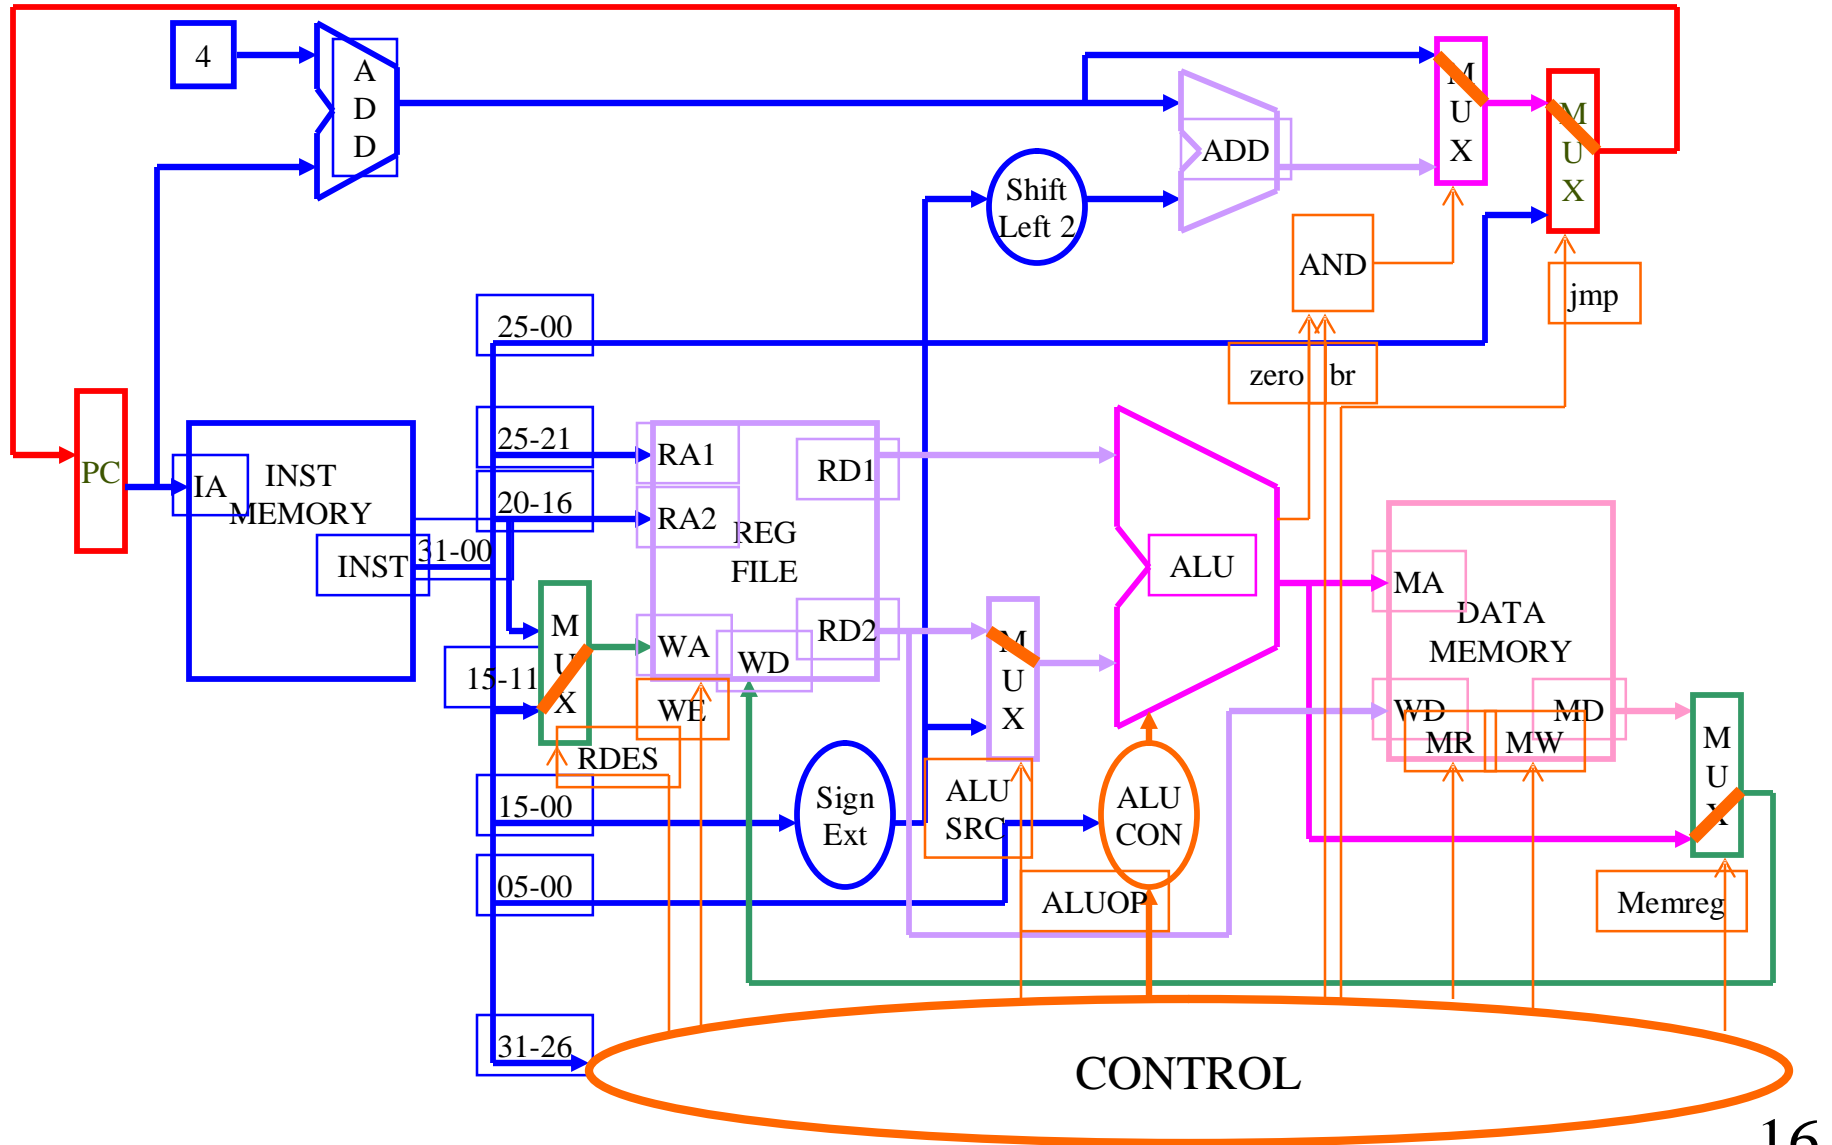 4
A
D
D
M
U
X
M
U
X
ADD
Shift
Left 2
AND
jmp
25-00
zero
br
25-21
RA1
RD1
PC
IA
INST
MEMORY
20-16
RA2
REG
FILE
31-00
INST
ALU
MA
DATA
MEMORY
M
U
X
WA
WD
RD2
M
U
X
15-11
WE
WD
MD
MR
MW
M
U
X
RDES
15-00
Sign
Ext
ALU
SRC
ALU
CON
05-00
ALUOP
Memreg
31-26
CONTROL
16